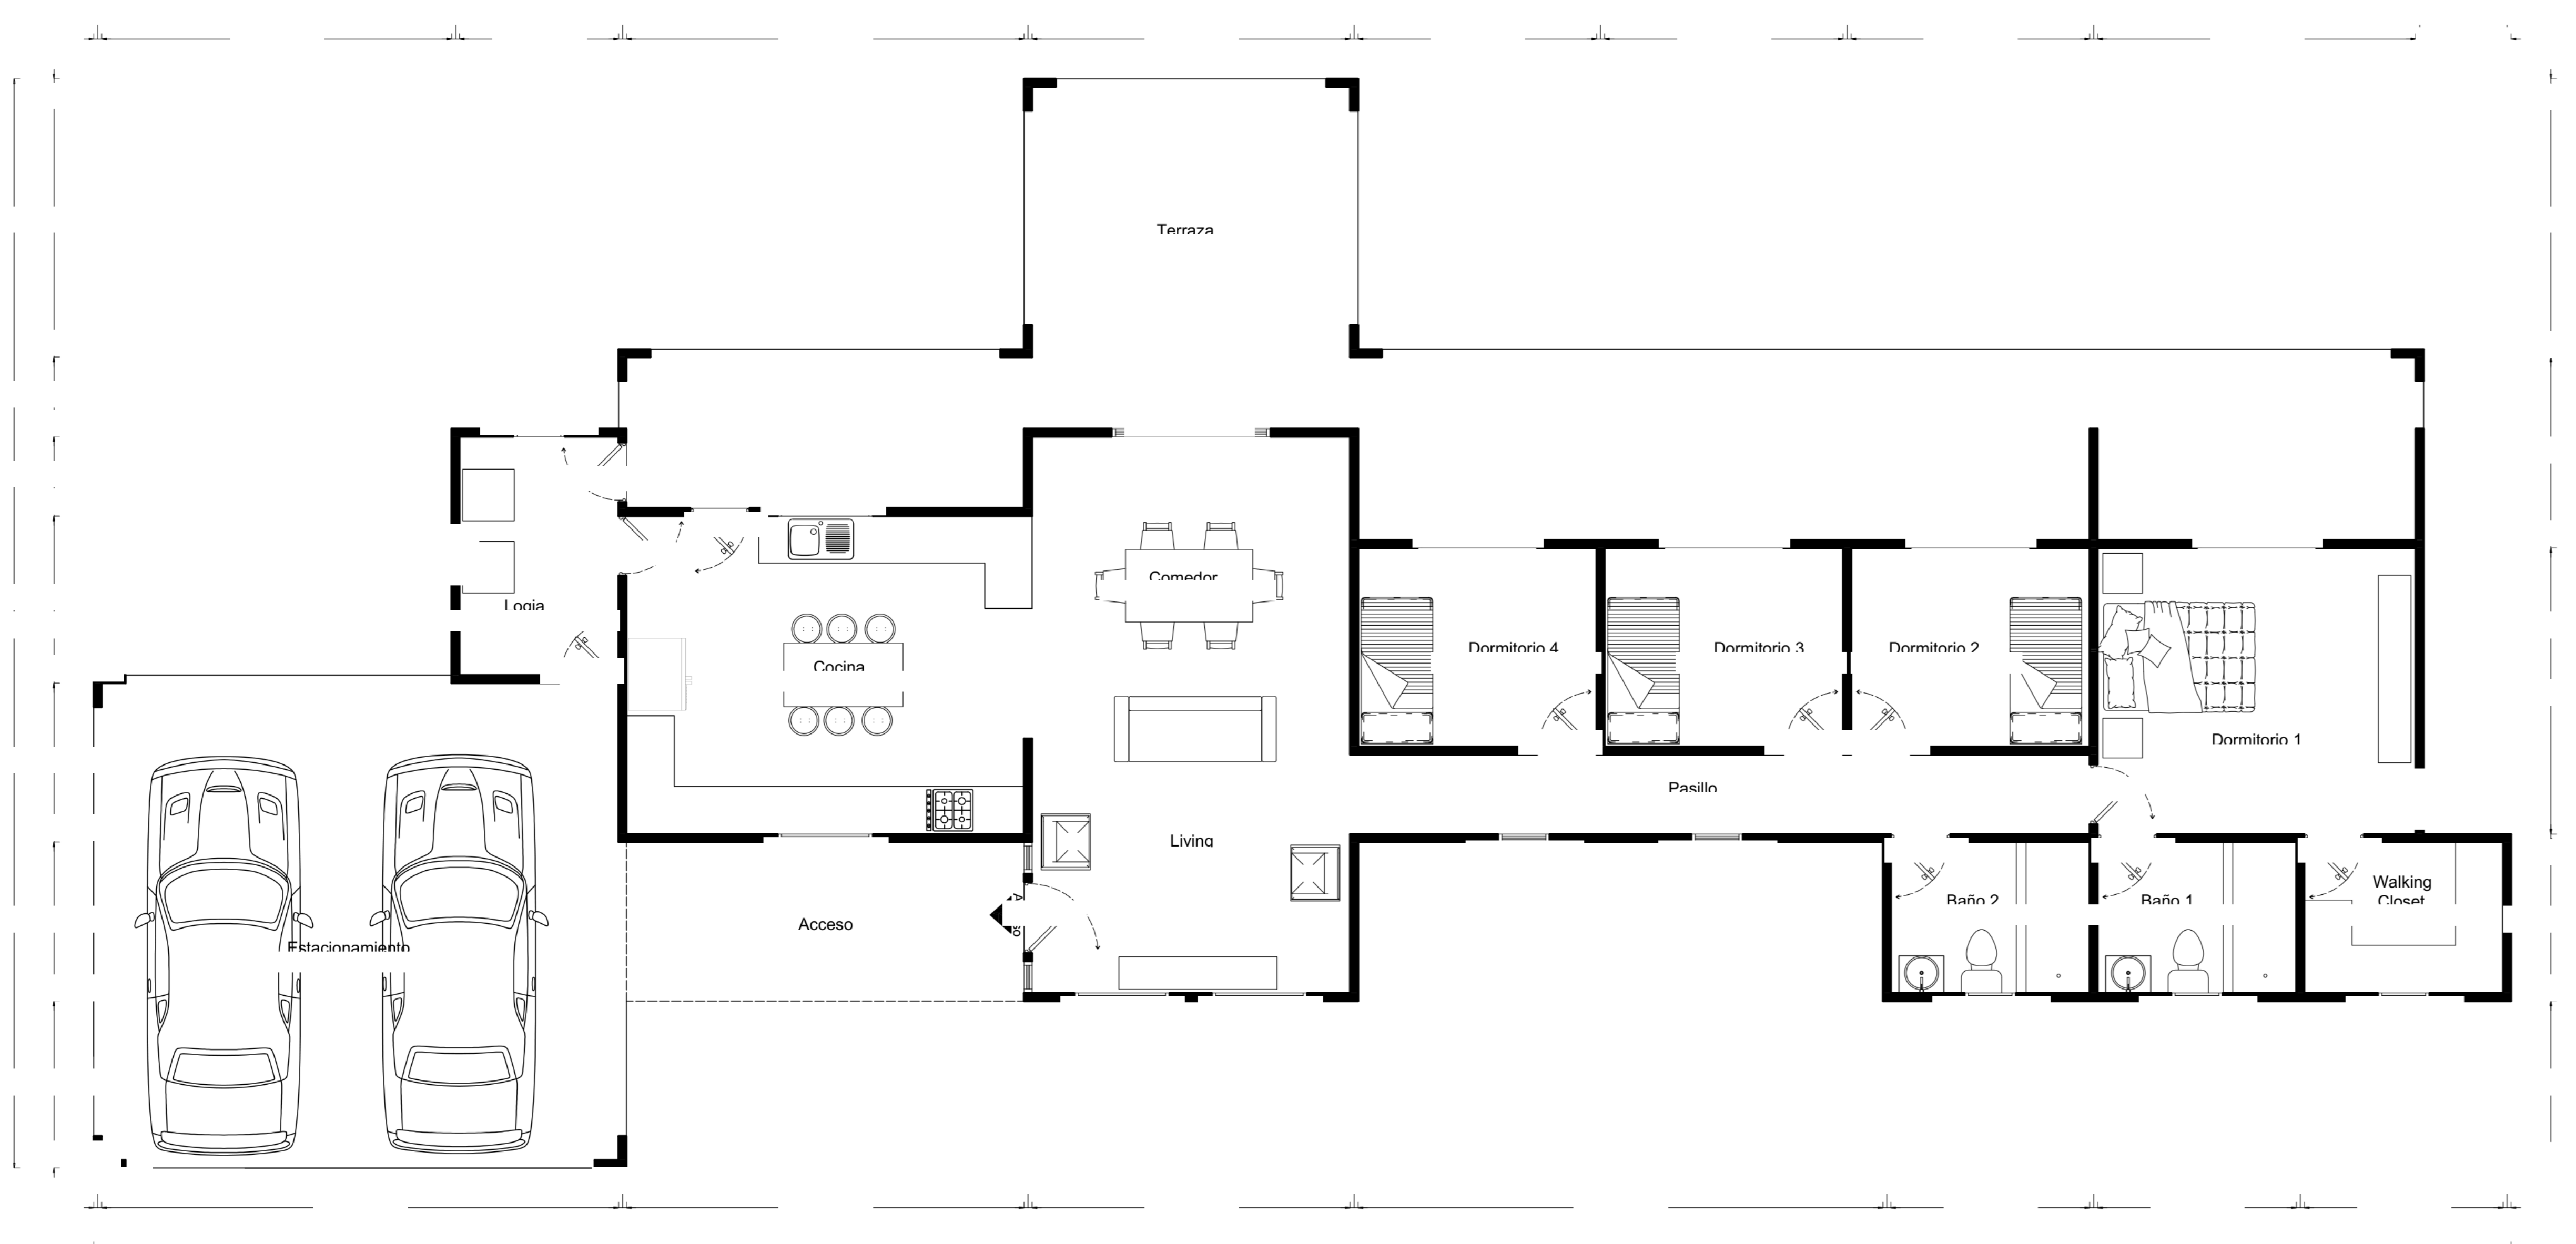 Terraza
Comedor
Logia
Cocina
Dormitorio 4
Dormitorio 3
Dormitorio 2
Dormitorio 1
Pasillo
Living
Acceso
Estacionamiento
Baño 2
Baño 1
Walking
Closet